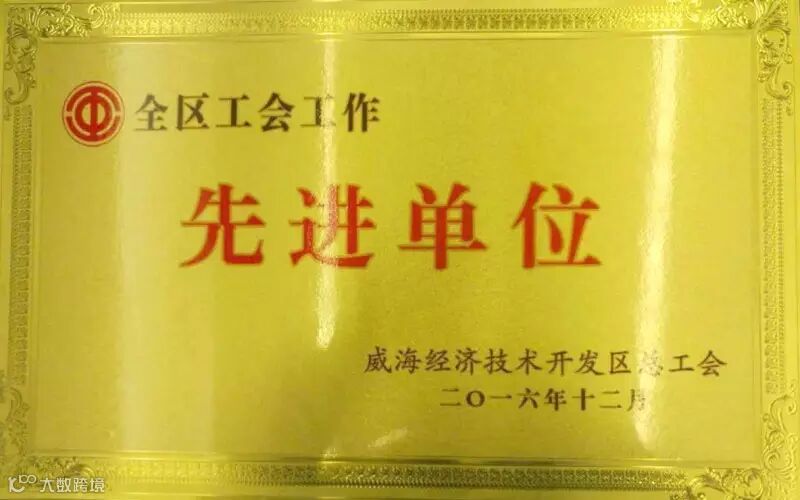 全区工会工作
先进单位
威海经济技术开发区总工会
二〇一六年十二月
大数跨境